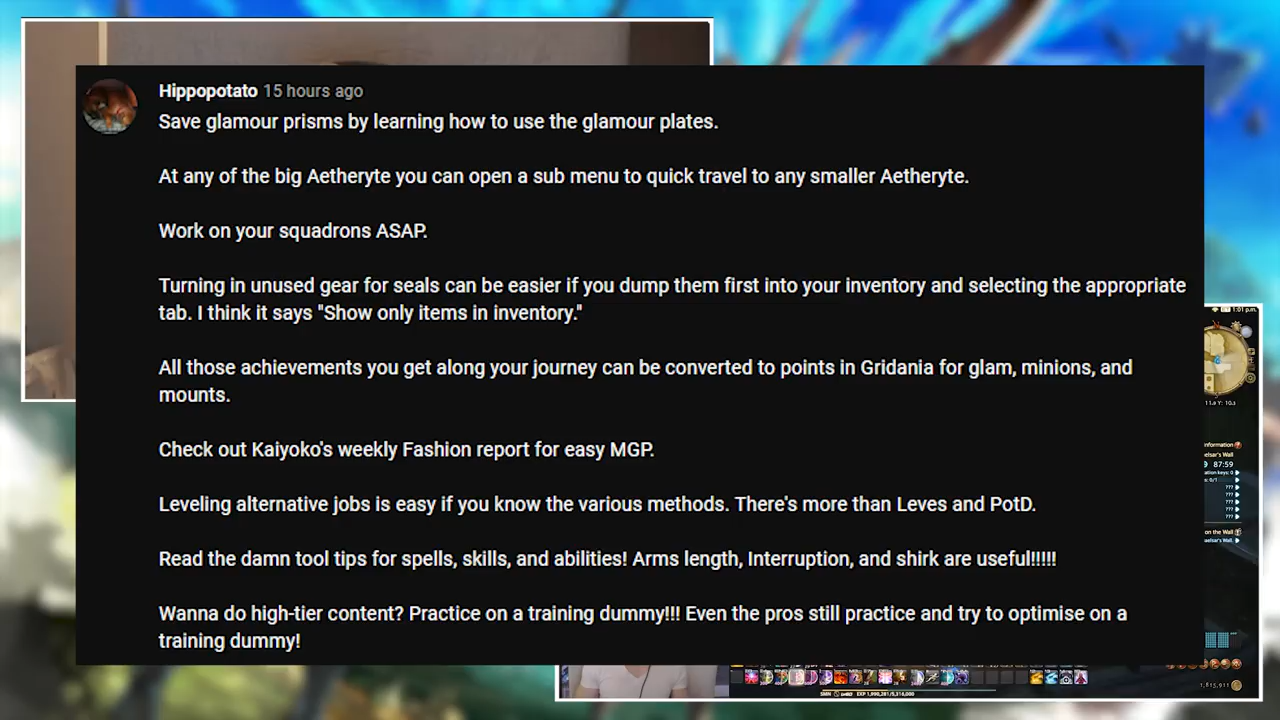 Hippopotato 15 hours ago
Save glamour prisms by learning how to use the glamour plates.
At any of the big Aetheryte you can open a sub menu to quick travel to any smaller Aetheryte.
Work on your squadrons ASAP.
Turning in unused gear for seals can be easier if you dump them first into your inventory and selecting the appropriate
tab. I think it says "Show only items in inventory."
All those achievements you get along your journey can be converted to points in Gridania for glam, minions, and
mounts.
Check out Kaiyoko's weekly Fashion report for easy MGP.
Leveling alternative jobs is easy if you know the various methods. There's more than Leves and PotD.
Read the damn tool tips for spells, skills, and abilities! Arms length, Interruption, and shirk are useful!!!!!
Wanna do high-tier content? Practice on a training dummy!!! Even the pros still practice and try to optimise on a
training dummy!
1:01 p.m.
87:59
???
???
???
???